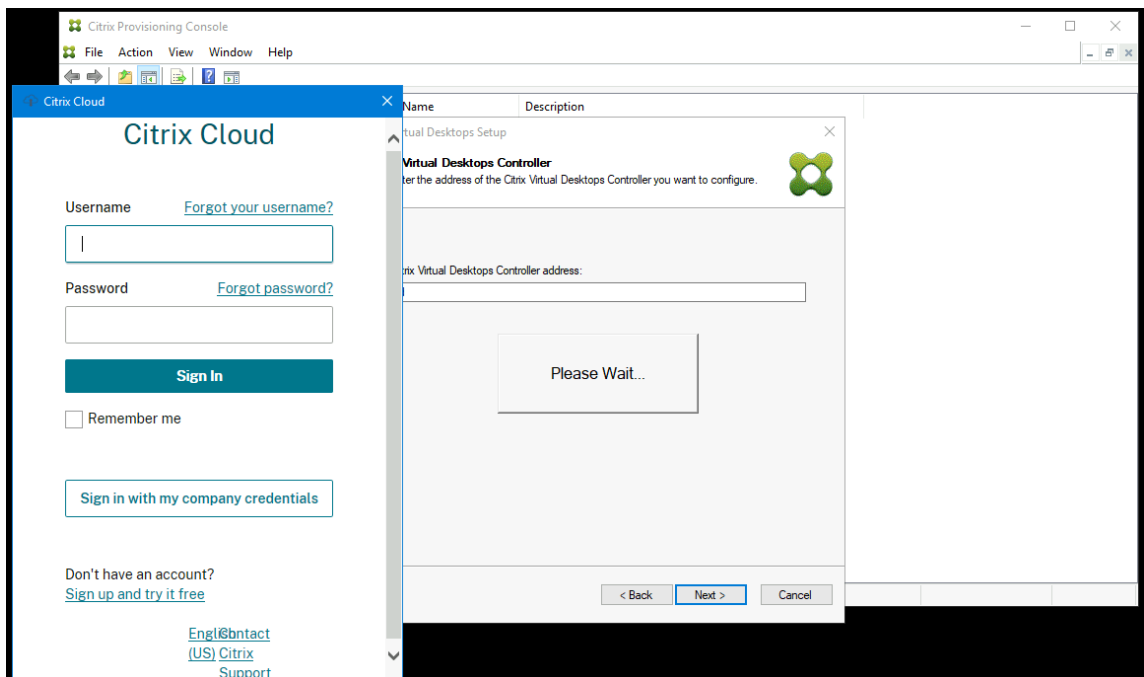 Citrix Provisioning Console
File Action View Window Help
Citrix Cloud
Citrix Cloud
Username Forgot your username?
Password Forgot password?
Sign In
Remember me
Sign in with my company credentials
Don't have an account?
Sign up and try it free
English (US)
Contact Citrix Support
Name Description
tual Desktops Setup
Virtual Desktops Controller
ter the address of the Citrix Virtual Desktops Controller you want to configure.
trix Virtual Desktops Controller address:
Please Wait...
< Back Next > Cancel